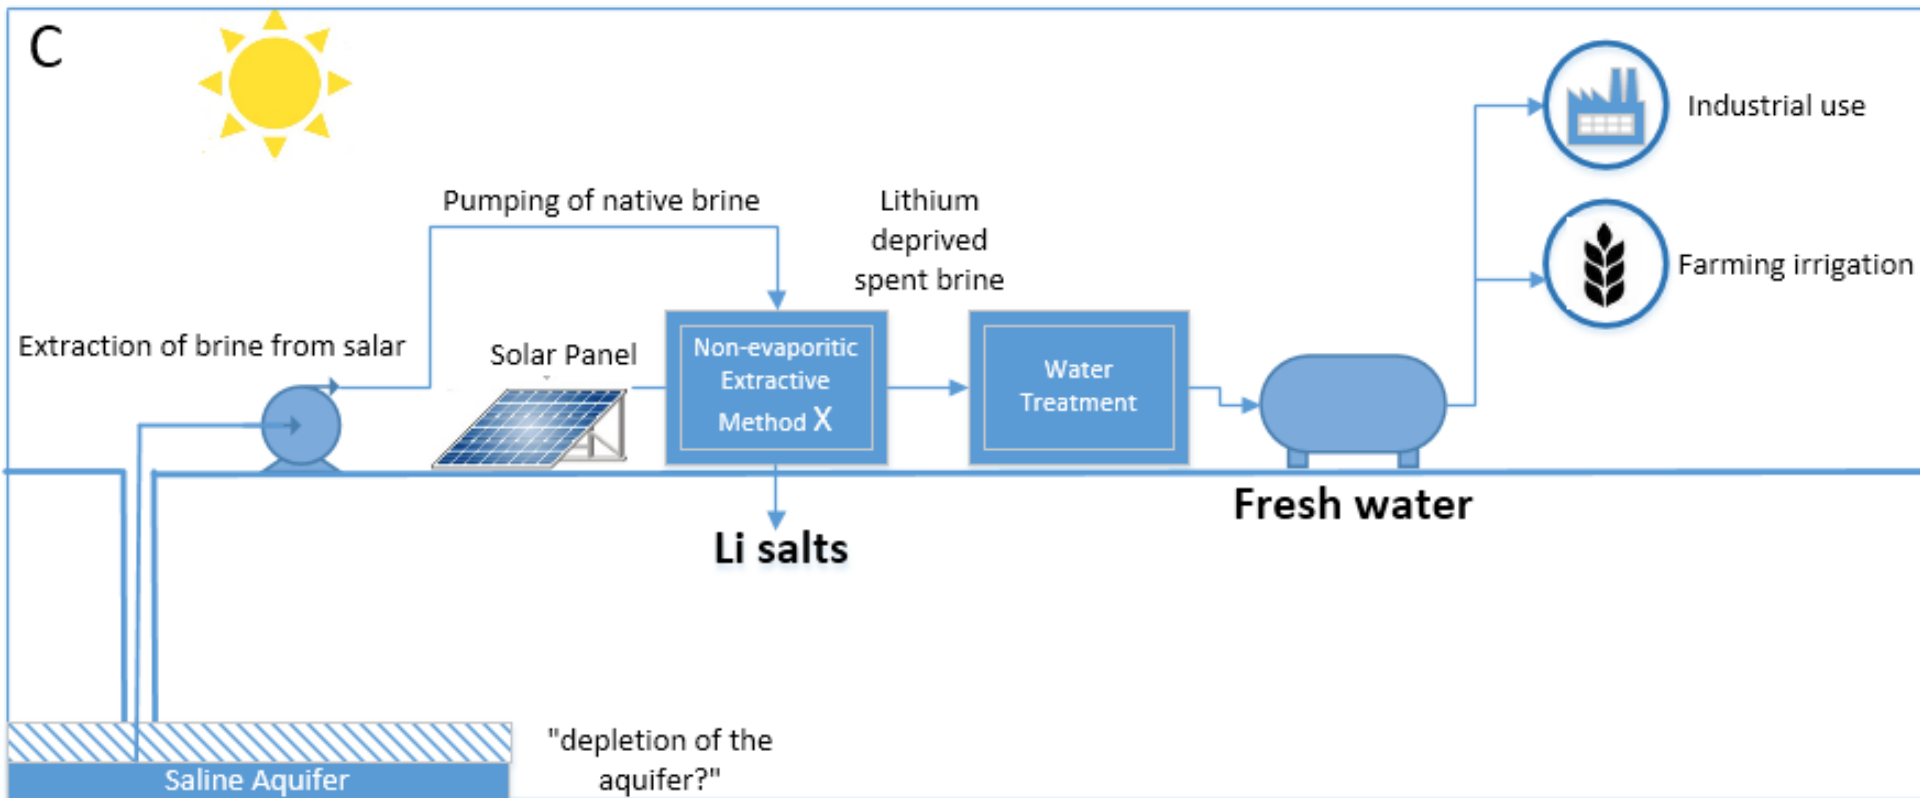 C
Pumping of native brine
Lithium
deprived
spent brine
Industrial use
Farming irrigation
Extraction of brine from salar
Solar Panel
Non-evaporitic
Extractive
Method X
Water
Treatment
Fresh water
Li salts
"depletion of the
aquifer?"
Saline Aquifer